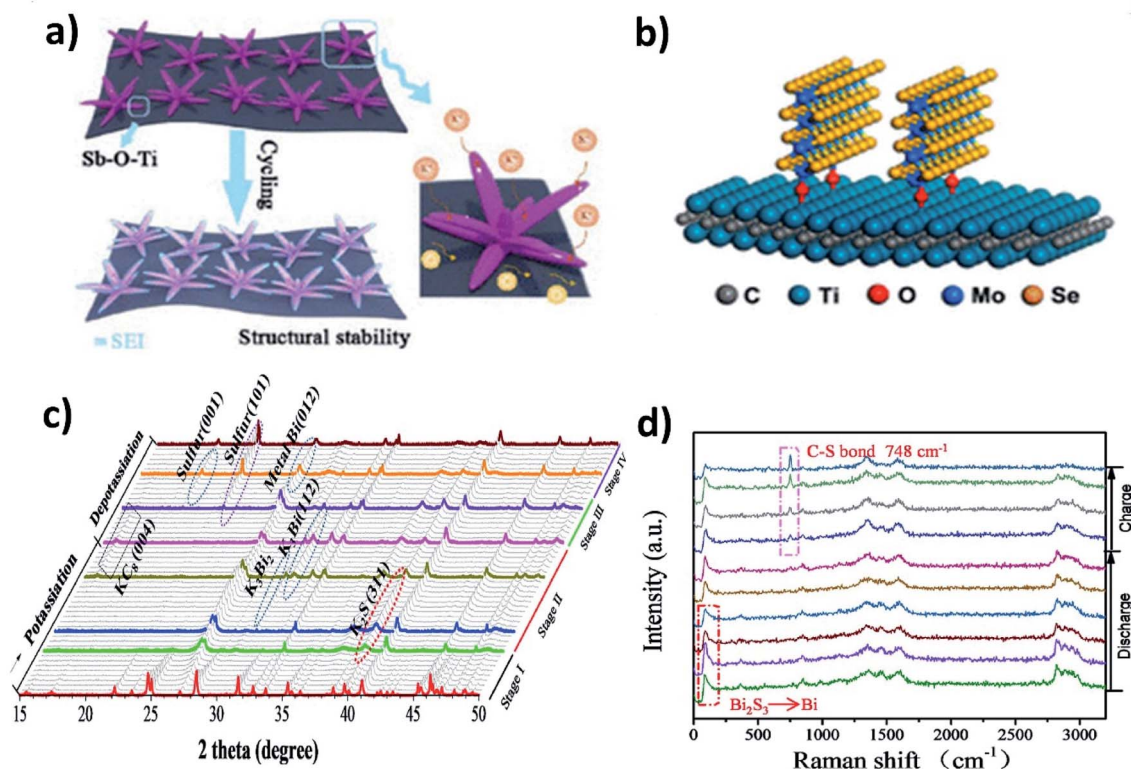 a)
Sb-O-Ti
Cycling
K+
K+
K+
K+
K+
= SEI
Structural stability
b)
C Ti O Mo Se
c)
Depotassiation
Potassiation
Sulfur(001)
Sulfur(101)
Metal Bi(012)
KC₈ (004)
K₃Bi₂
K₃Bi(112)
K₂S (311)
Stage IV
Stage III
Stage II
Stage I
15 20 25 30 35 40 45 50
2 theta (degree)
d)
C-S bond 748 cm⁻¹
Intensity (a.u.)
Charge
Discharge
Bi₂S₃→Bi
0 500 1000 1500 2000 2500 3000
Raman shift （cm⁻¹)